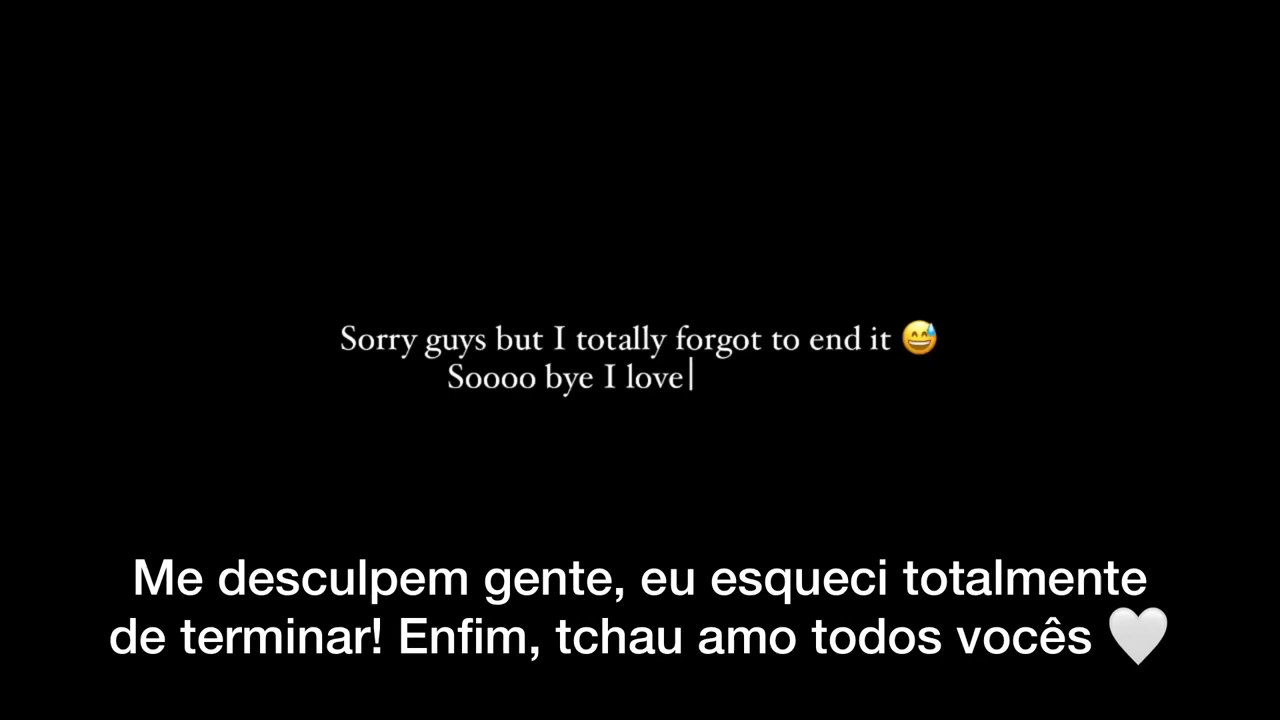 Sorry guys but I totally forgot to end it 😅
Soooo bye I love
Me desculpem gente, eu esqueci totalmente
de terminar! Enfim, tchau amo todos vocês 🤍